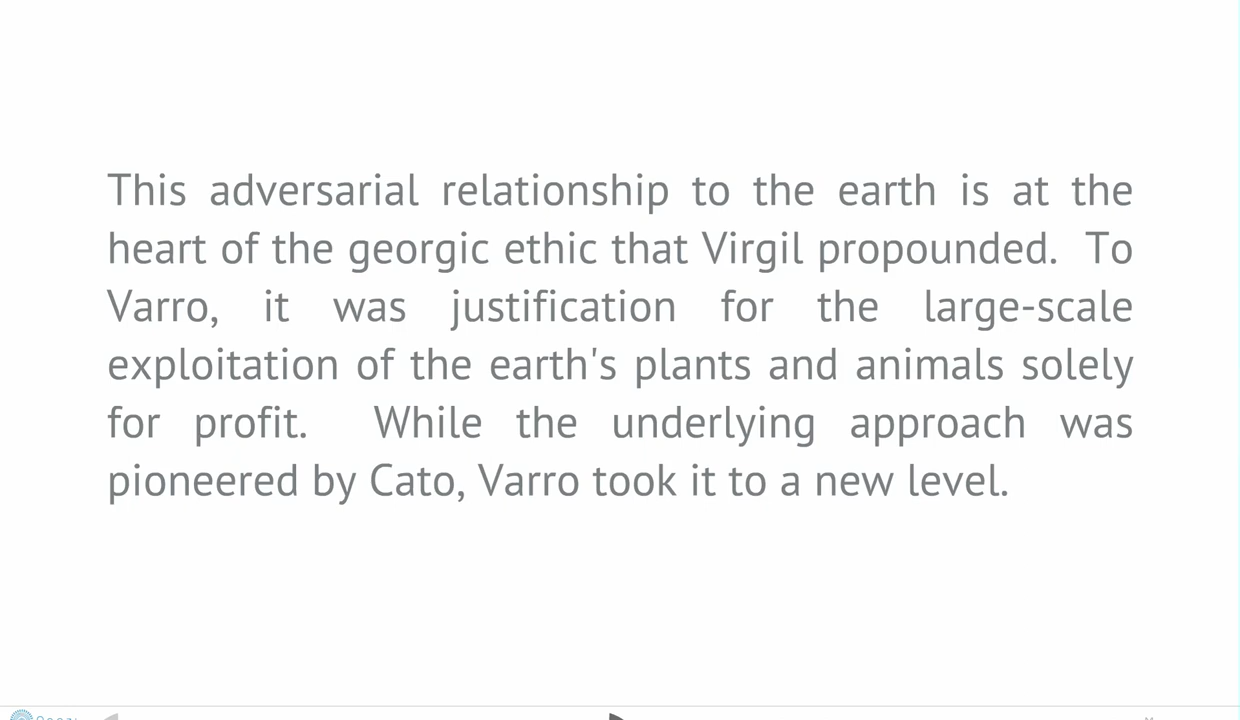 This adversarial relationship to the earth is at the
heart of the georgic ethic that Virgil propounded.  To
Varro, it was justification for the large-scale
exploitation of the earth's plants and animals solely
for profit.  While the underlying approach was
pioneered by Cato, Varro took it to a new level.